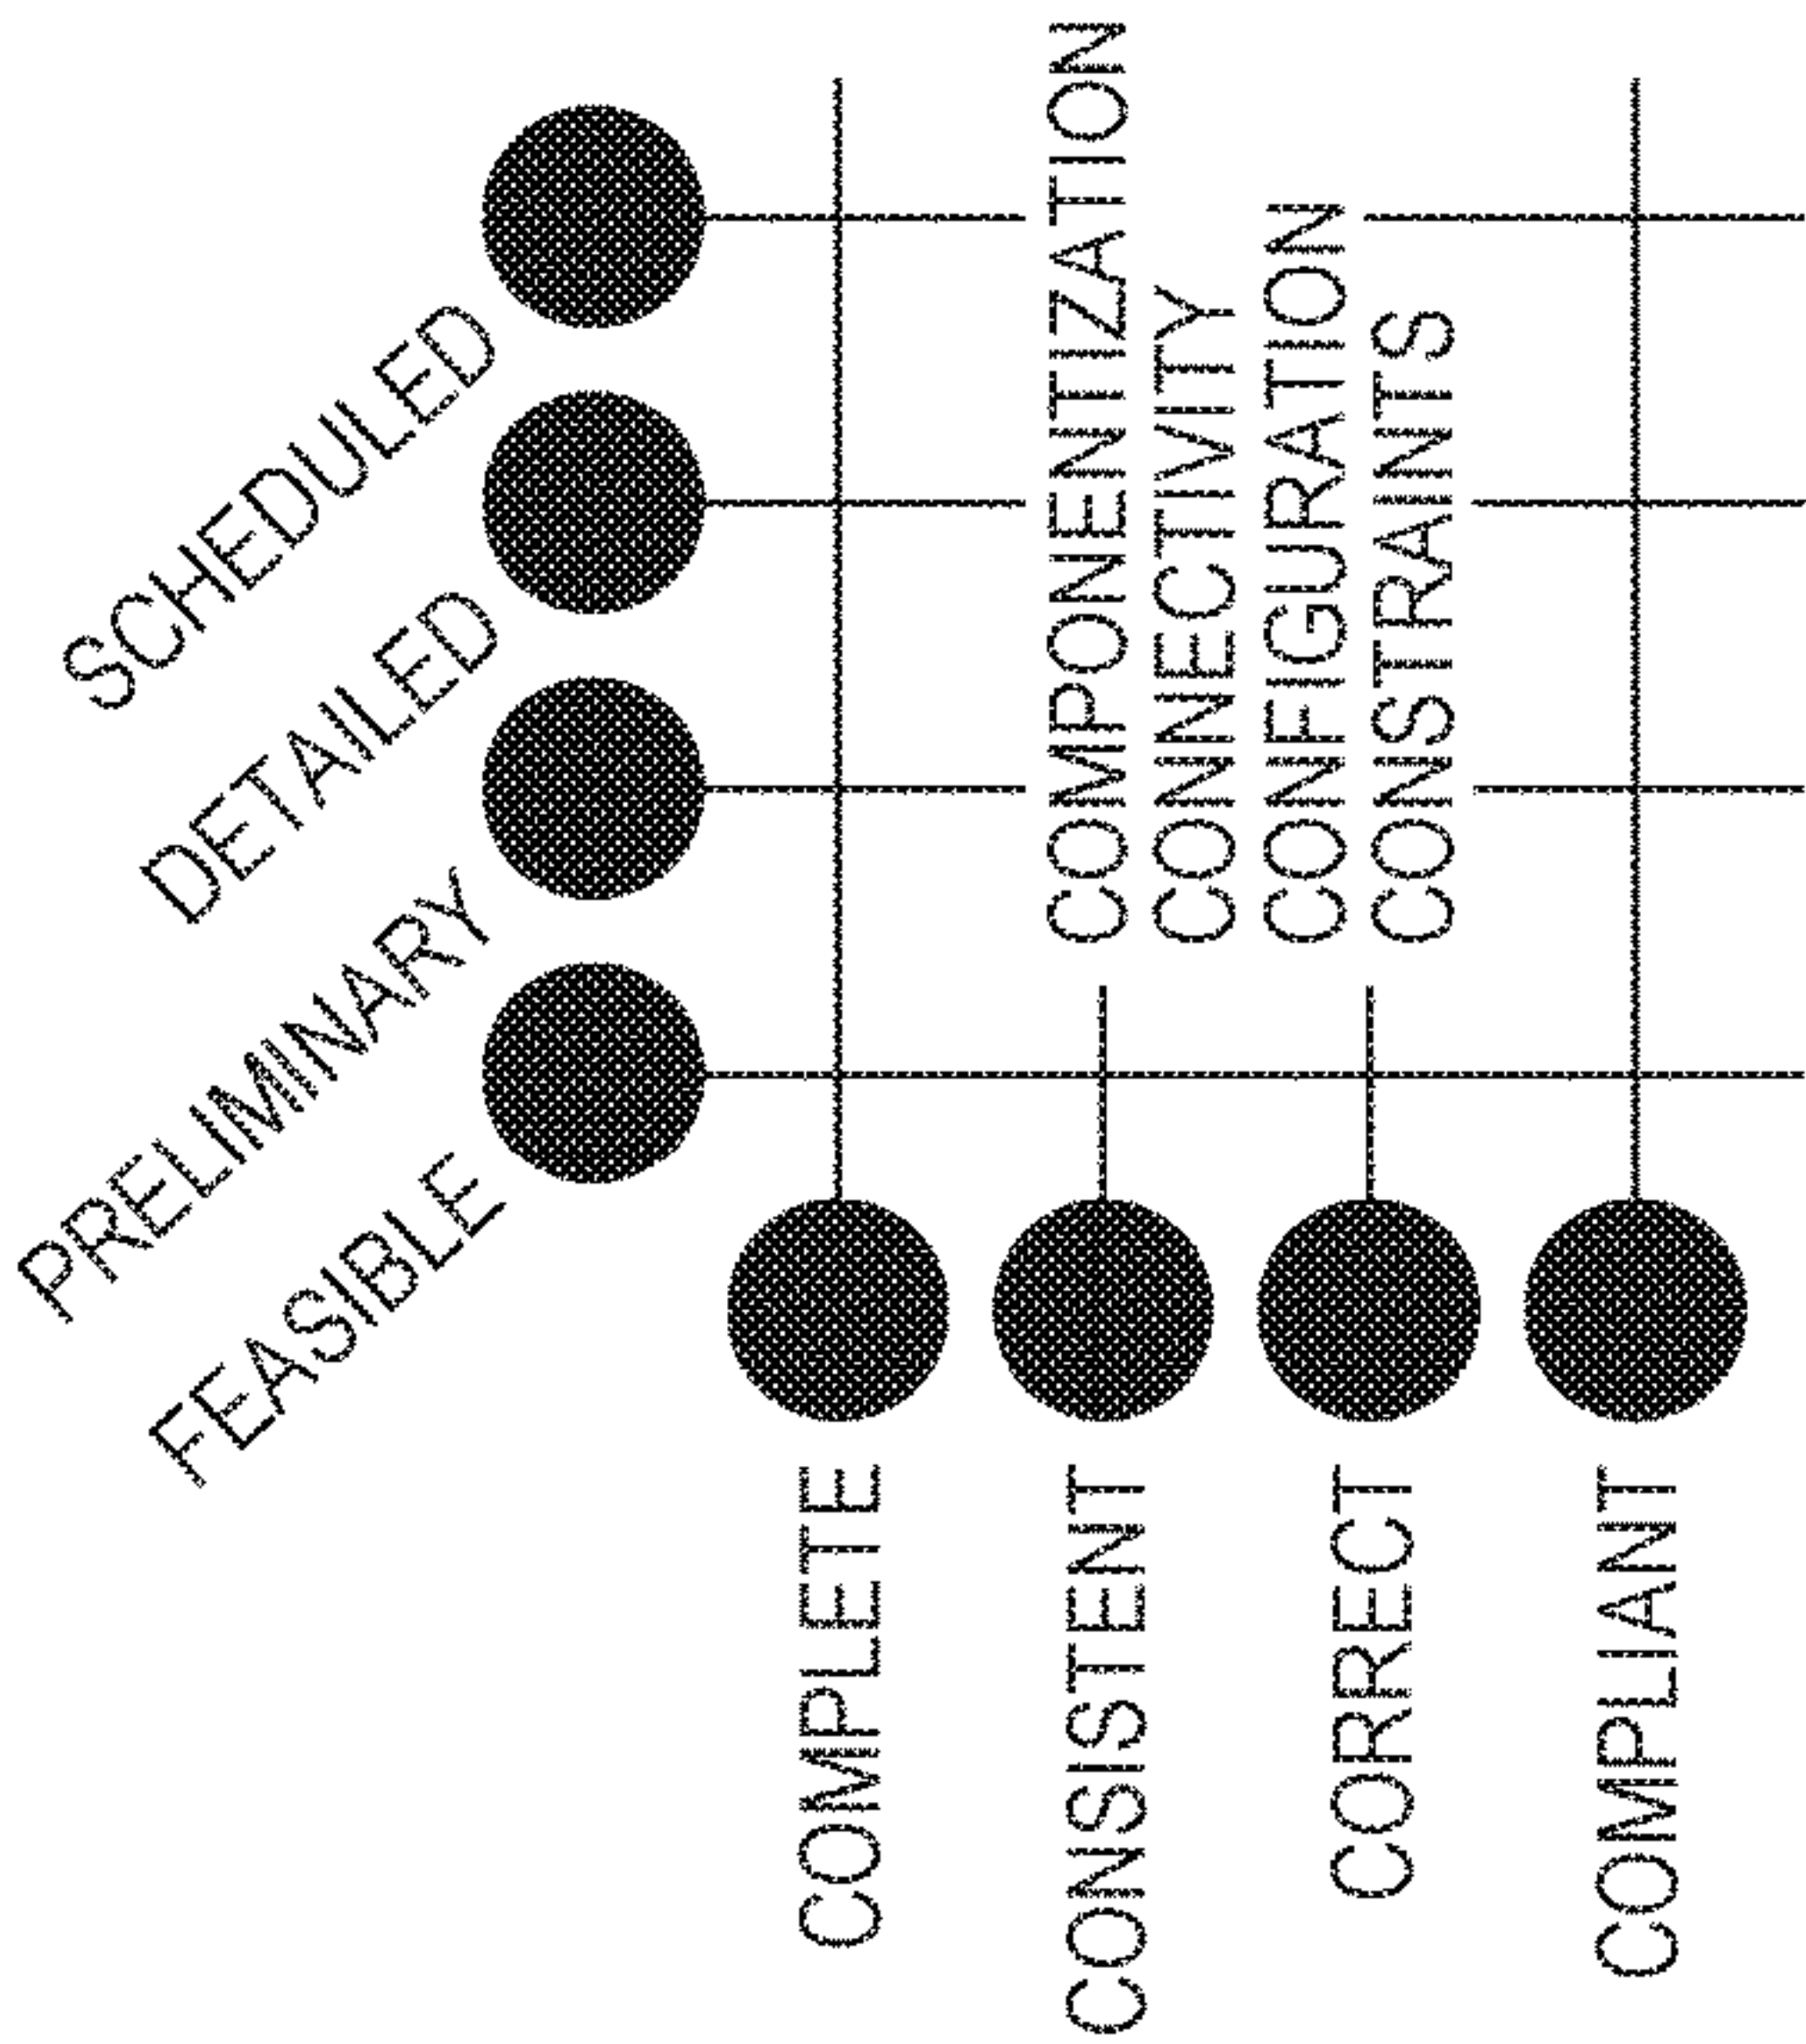 FEASIBLE
PRELIMINARY
DETAILED
SCHEDULED
COMPLETE
CONSISTENT
CORRECT
COMPLIANT
COMPONENTIZATION
CONNECTIVITY
CONFIGURATION
CONSTRAINTS